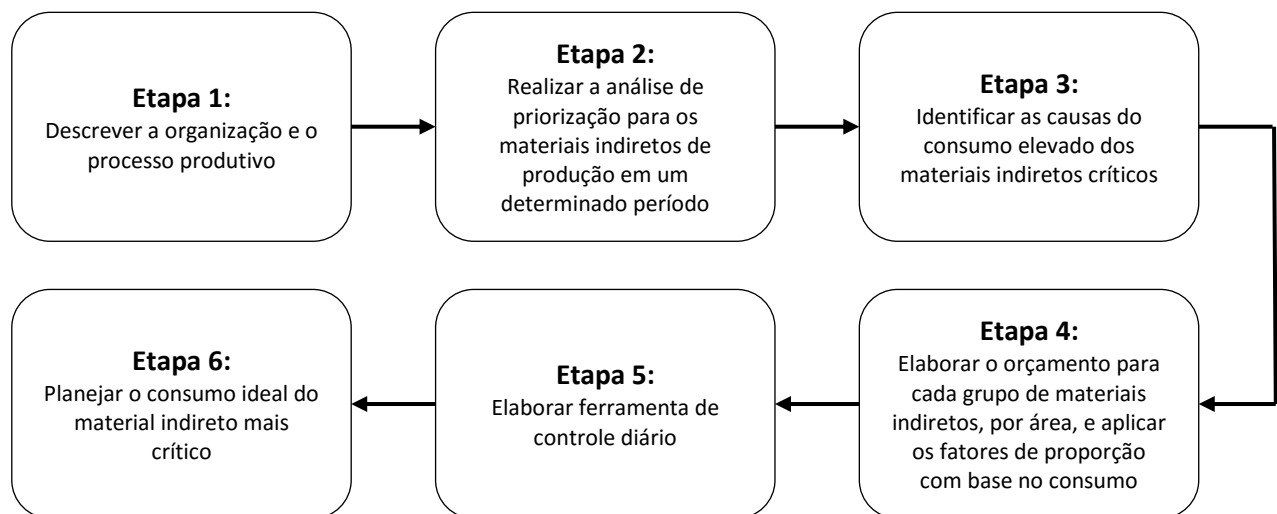 Etapa 1:
Descrever a organização e o
processo produtivo
Etapa 2:
Realizar a análise de
priorização para os
materiais indiretos de
produção em um
determinado período
Etapa 3:
Identificar as causas do
consumo elevado dos
materiais indiretos críticos
Etapa 4:
Elaborar o orçamento para
cada grupo de materiais
indiretos, por área, e aplicar
os fatores de proporção
com base no consumo
Etapa 5:
Elaborar ferramenta de
controle diário
Etapa 6:
Planejar o consumo ideal do
material indireto mais
crítico